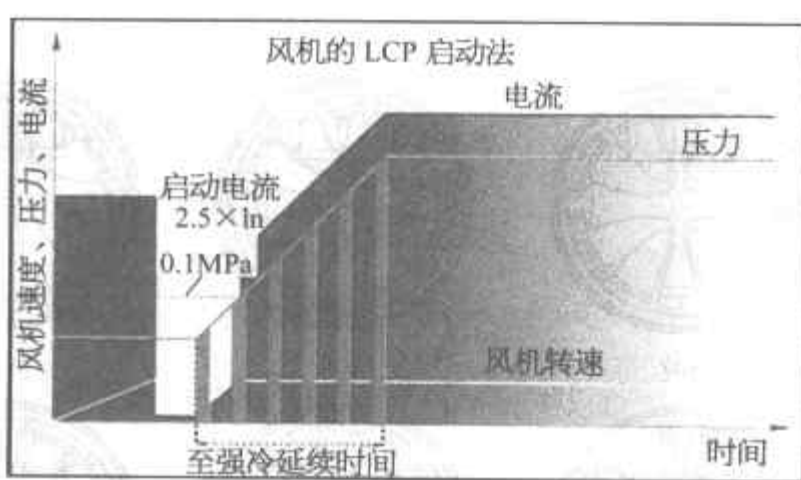 风机的 LCP 启动法
风机速度、压力、电流
电流
压力
启动电流
2.5×ln
0.1MPa
风机转速
至强冷延续时间
时间